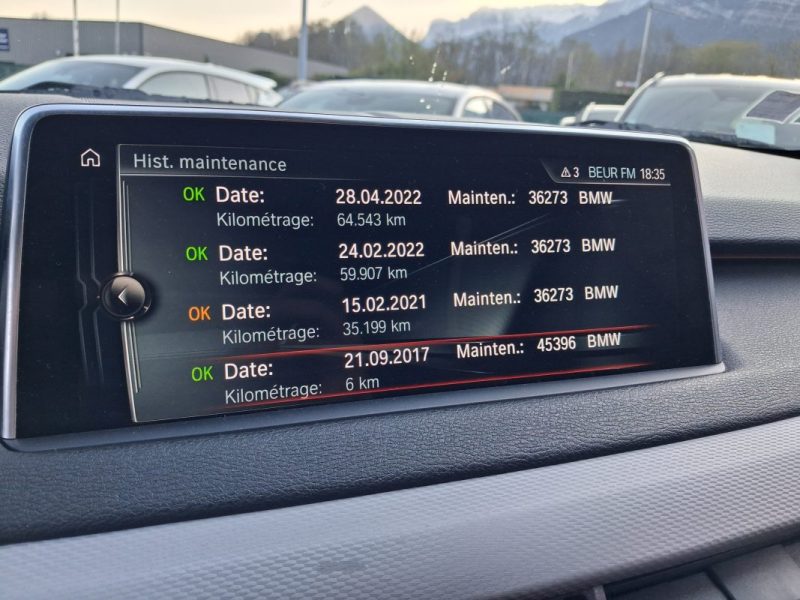 Hist. maintenance
3 BEUR FM 18:35
OK Date: 28.04.2022 Mainten.: 36273 BMW
Kilométrage: 64.543 km
OK Date: 24.02.2022 Mainten.: 36273 BMW
Kilométrage: 59.907 km
OK Date: 15.02.2021 Mainten.: 36273 BMW
Kilométrage: 35.199 km
OK Date: 21.09.2017 Mainten.: 45396 BMW
Kilométrage: 6 km